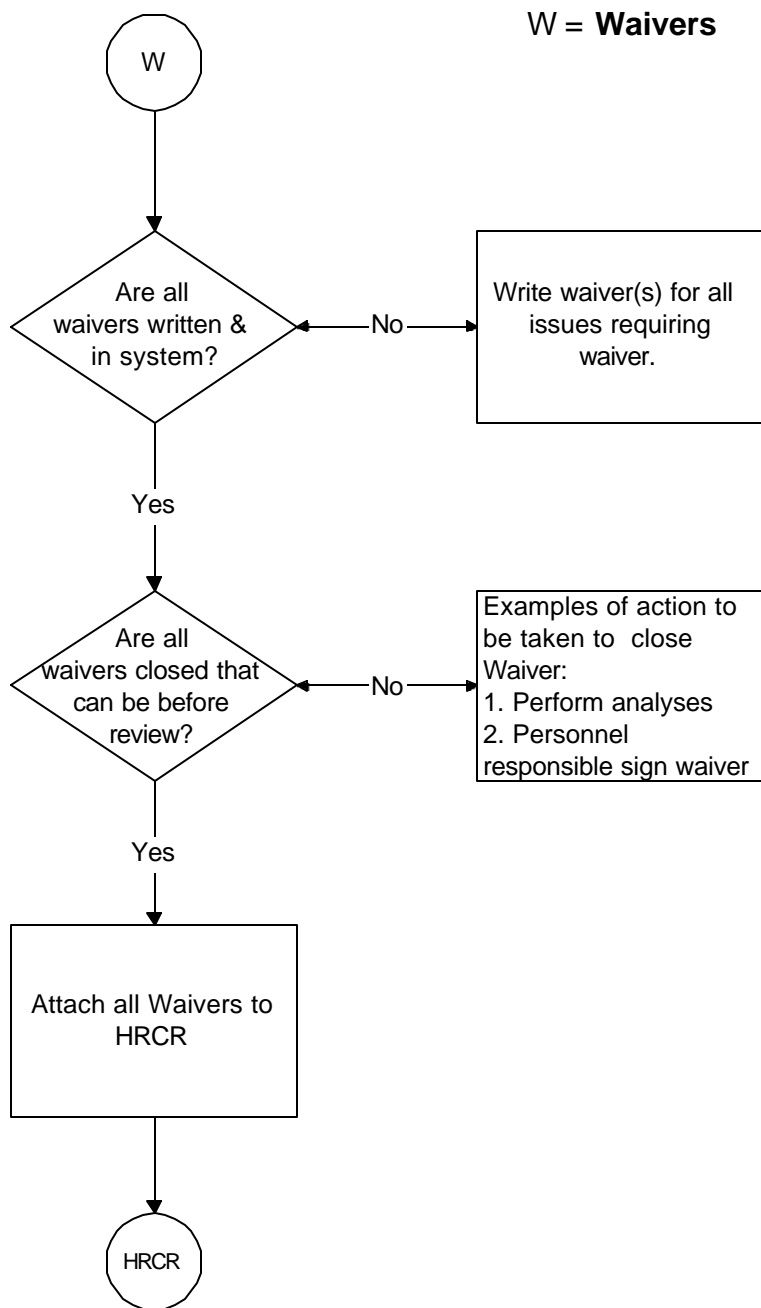 W = Waivers
W
Are all
waivers written &
in system?
No
Write waiver(s) for all
issues requiring
waiver.
Yes
Are all
waivers closed that
can be before
review?
No
Examples of action to
be taken to close
Waiver:
1. Perform analyses
2. Personnel
responsible sign waiver
Yes
Attach all Waivers to
HRCR
HRCR